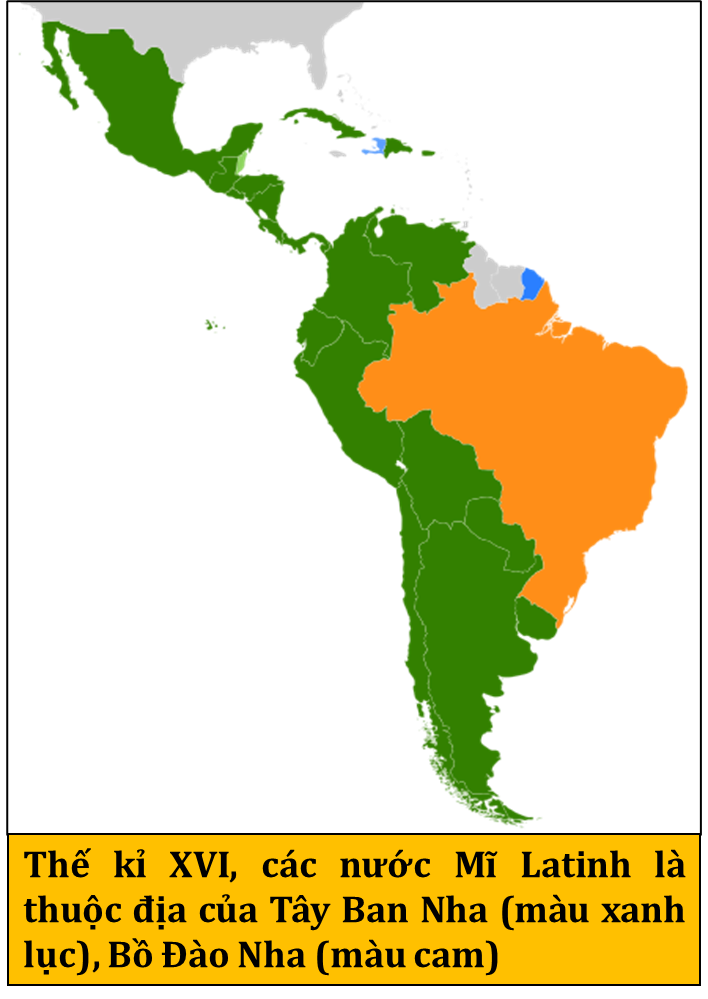 Thế kỉ XVI, các nước Mĩ Latinh là
thuộc địa của Tây Ban Nha (màu xanh
lục), Bồ Đào Nha (màu cam)